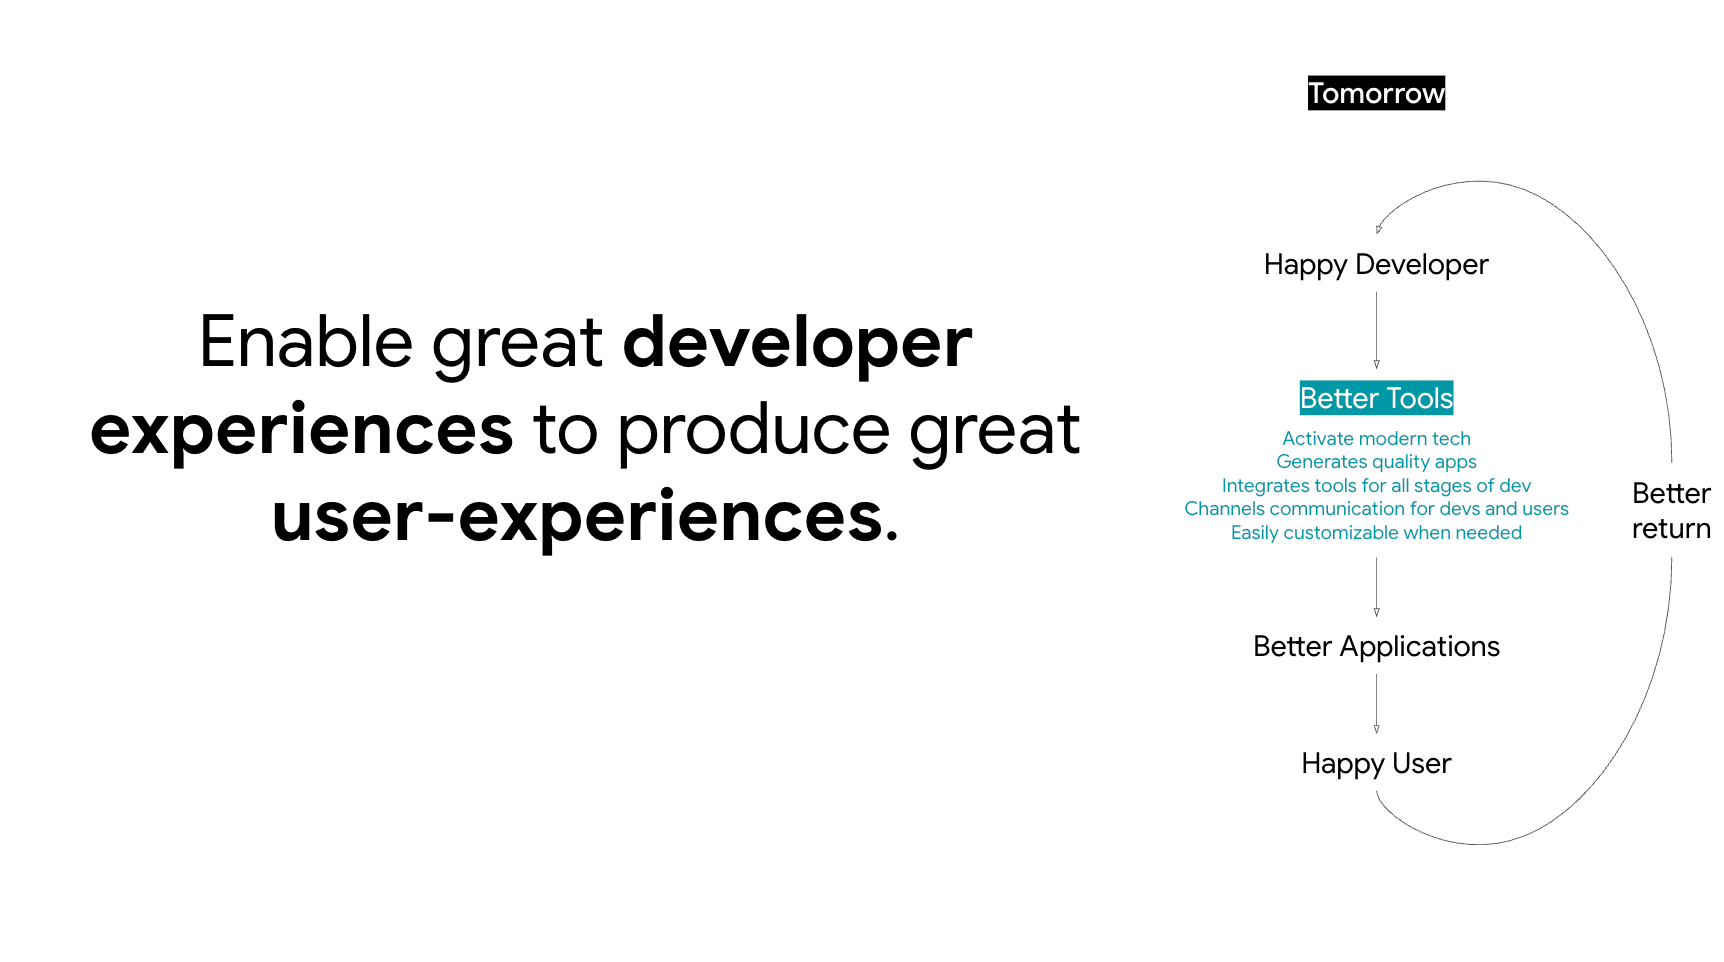 Enable great developer
experiences to produce great
user-experiences.
Tomorrow
Happy Developer
Better Tools
Activate modern tech
Generates quality apps
Integrates tools for all stages of dev
Channels communication for devs and users
Easily customizable when needed
Better Applications
Happy User
Better
return